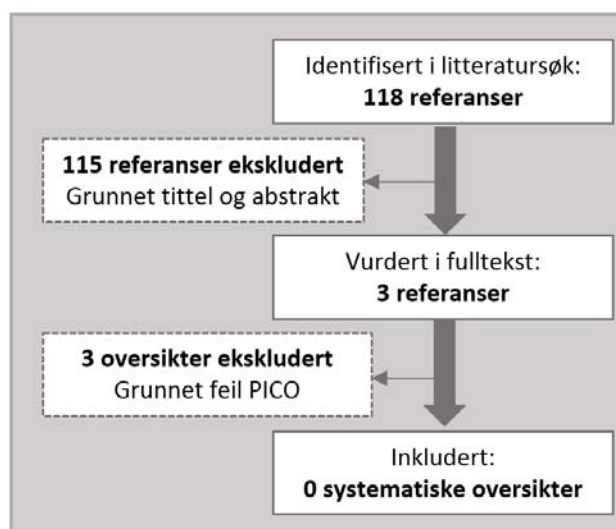 Identifisert i litteratursøk:
118 referanser
115 referanser ekskludert
Grunnet tittel og abstrakt
Vurdert i fulltekst:
3 referanser
3 oversikter ekskludert
Grunnet feil PICO
Inkludert:
0 systematiske oversikter